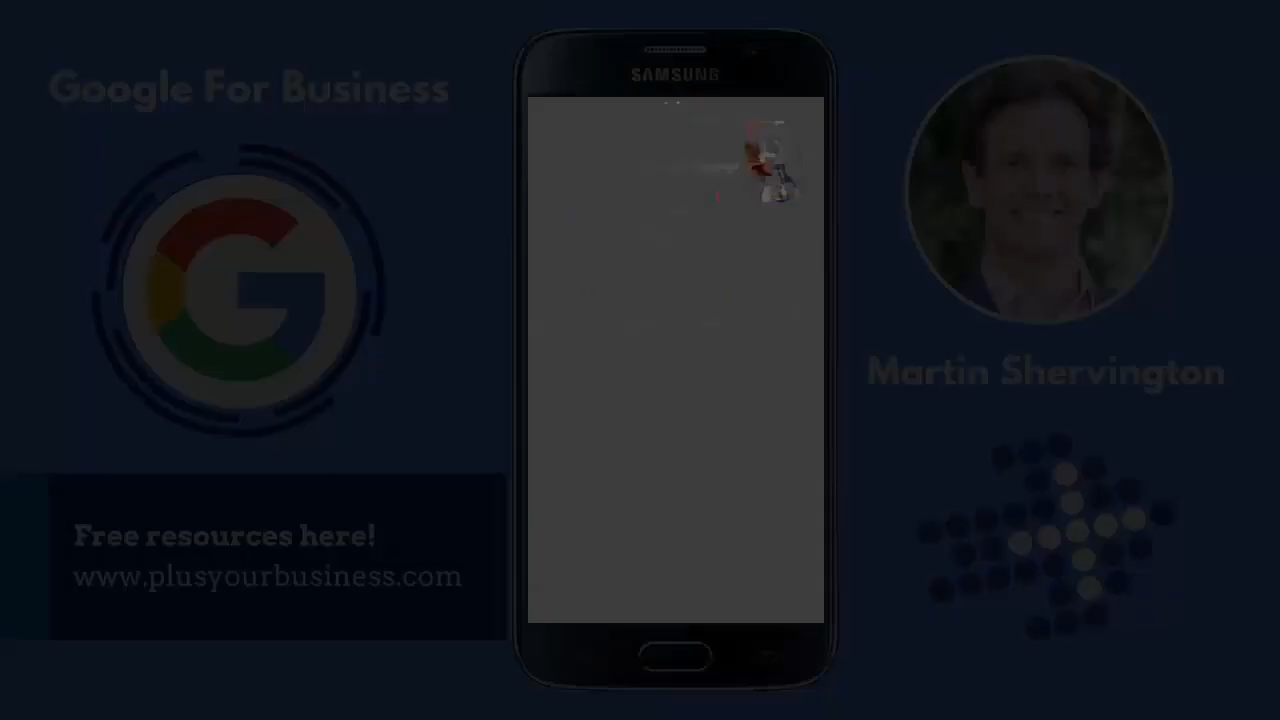 Google For Business
SAMSUNG
Martin Shervington
Free resources here!
www.plusyourbusiness.com